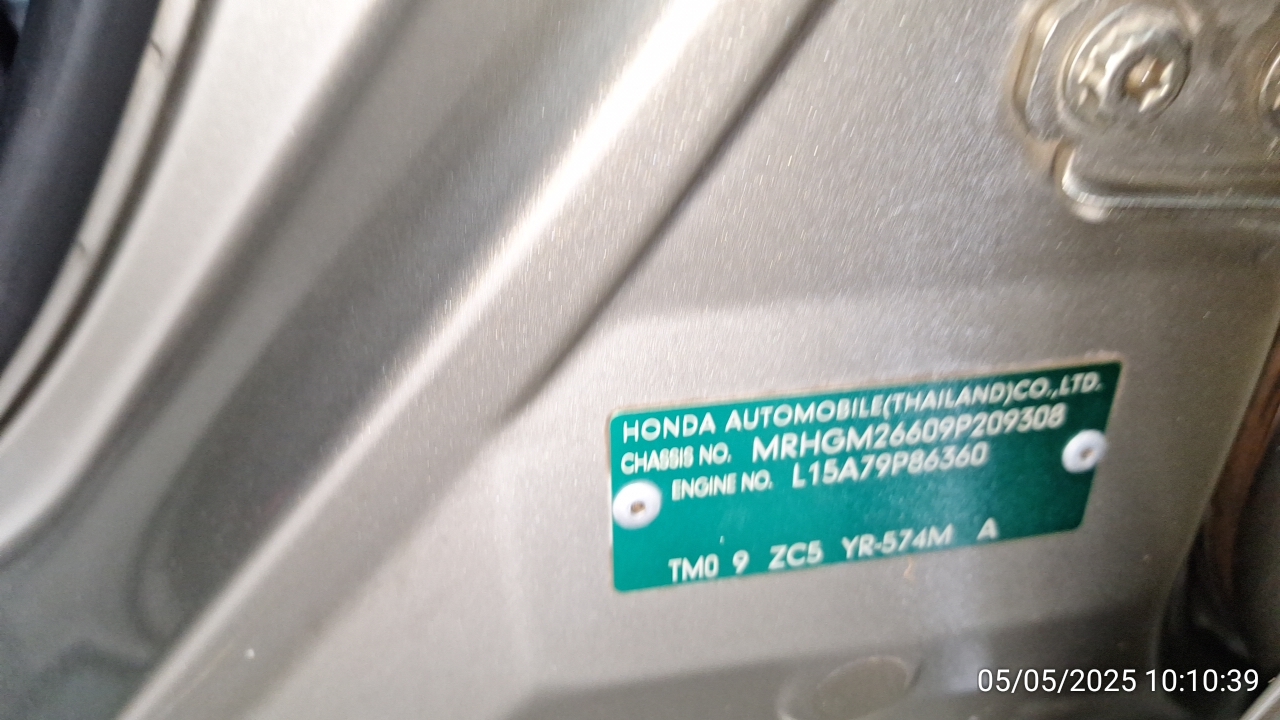 HONDA AUTOMOBILE(THAILAND)CO.,LTD.
CHASSIS NO. MRHGM26609P209308
ENGINE NO. L15A79P86360
TM0 9 ZC5 YR-574M A
05/05/2025 10:10:39